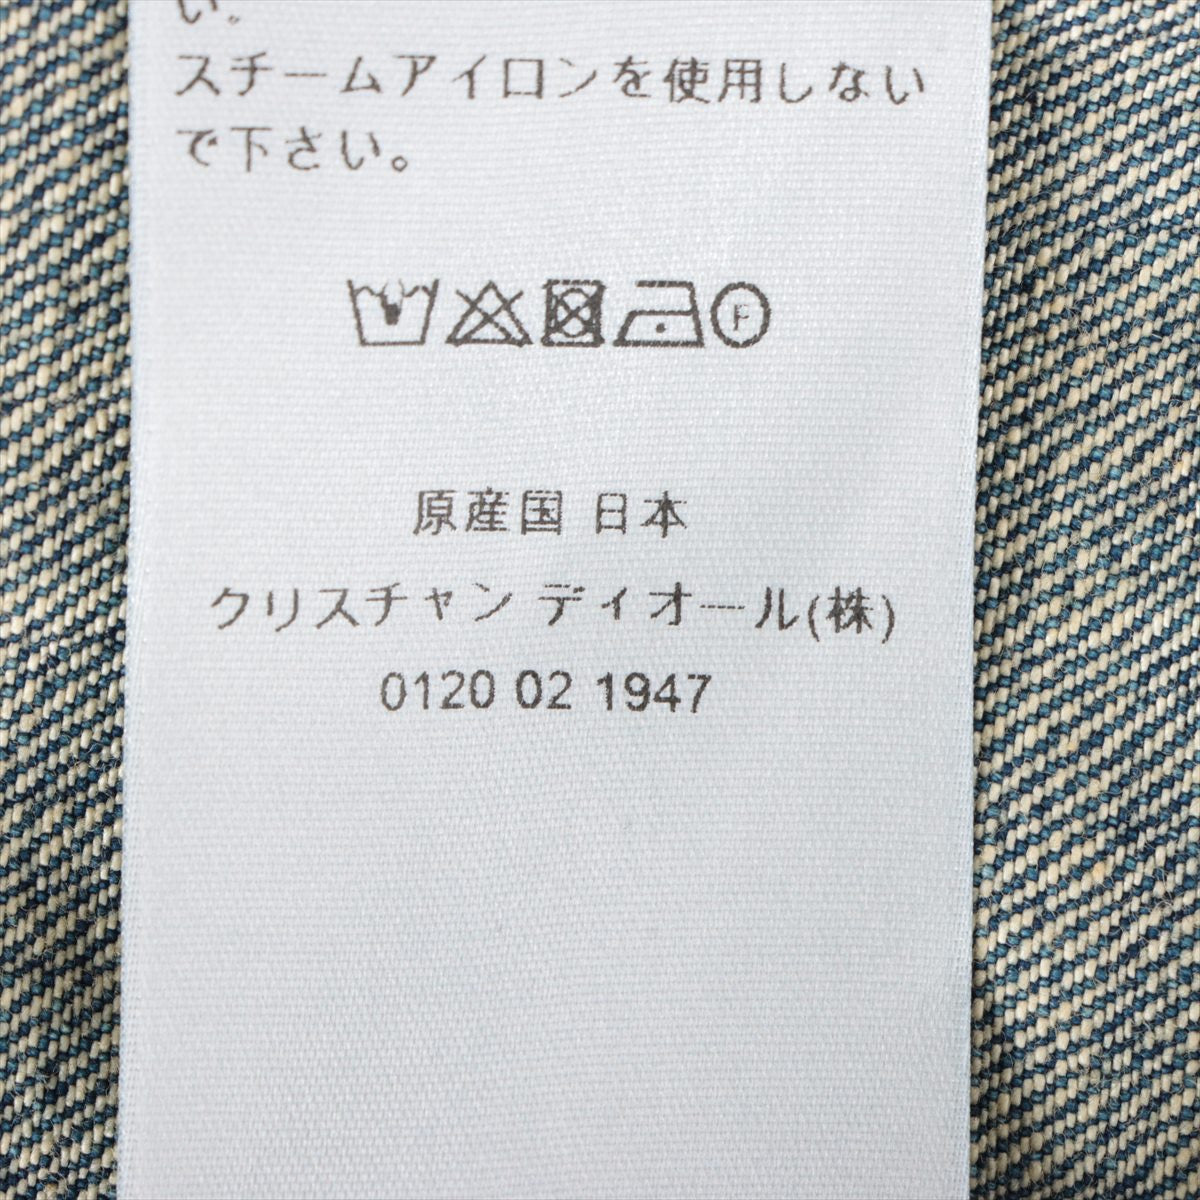 い。
スチームアイロンを使用しない
で下さい。
F
原産国 日本
クリスチャン ディオール(株)
0120 02 1947